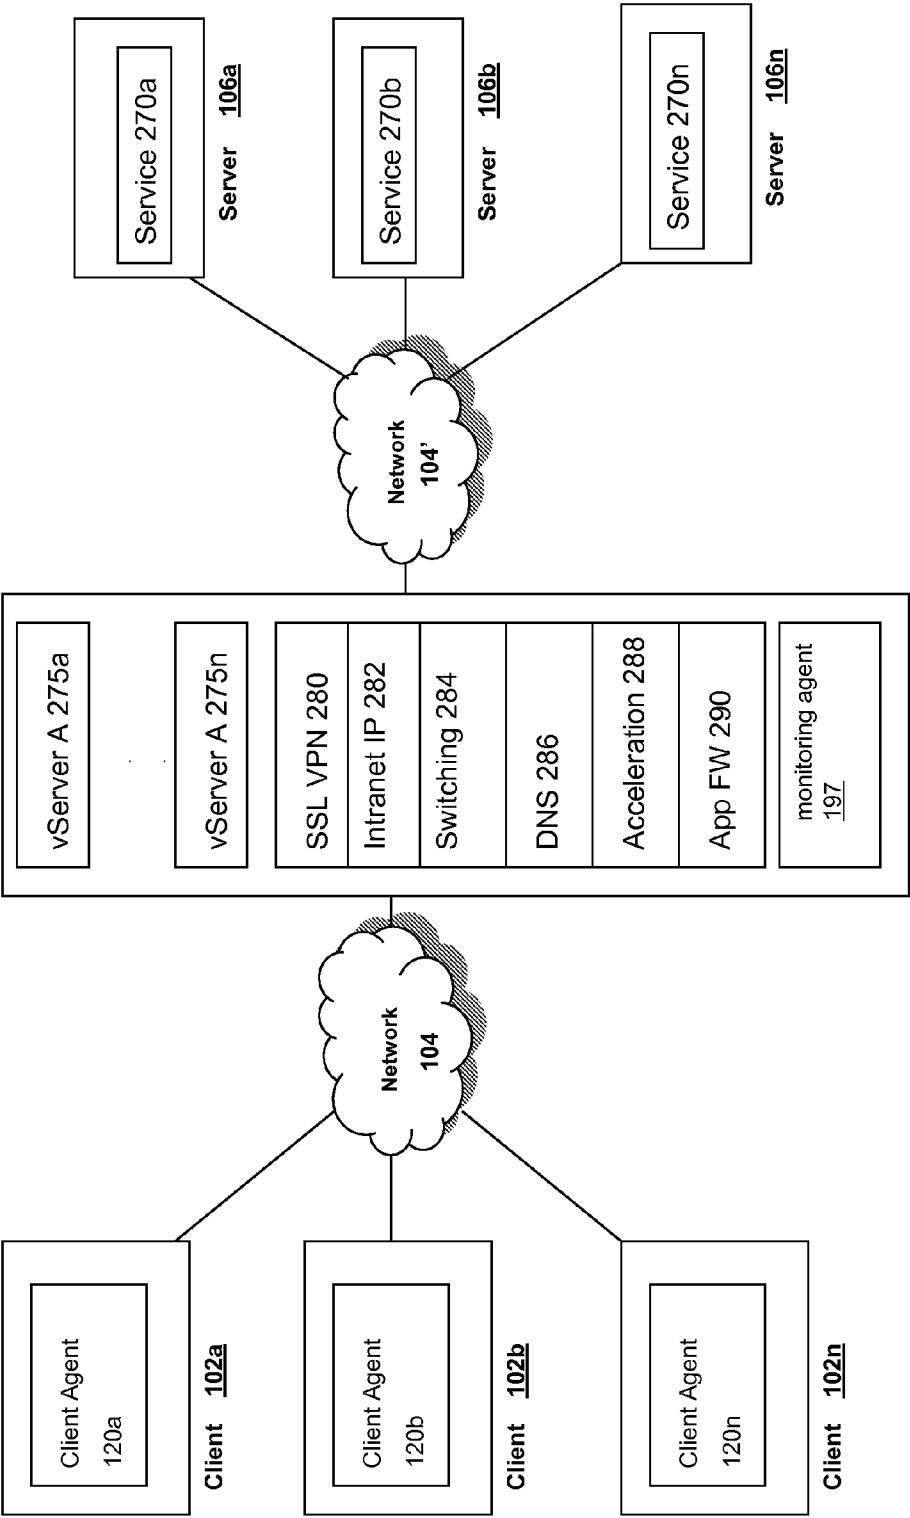 Client Agent
120a
Client 102a
Client Agent
120b
Client 102b
Client Agent
120n
Client 102n
Network
104
vServer A 275a
vServer A 275n
SSL VPN 280
Intranet IP 282
Switching 284
DNS 286
Acceleration 288
App FW 290
monitoring agent
197
Network
104’
Service 270a
Server 106a
Service 270b
Server 106b
Service 270n
Server 106n